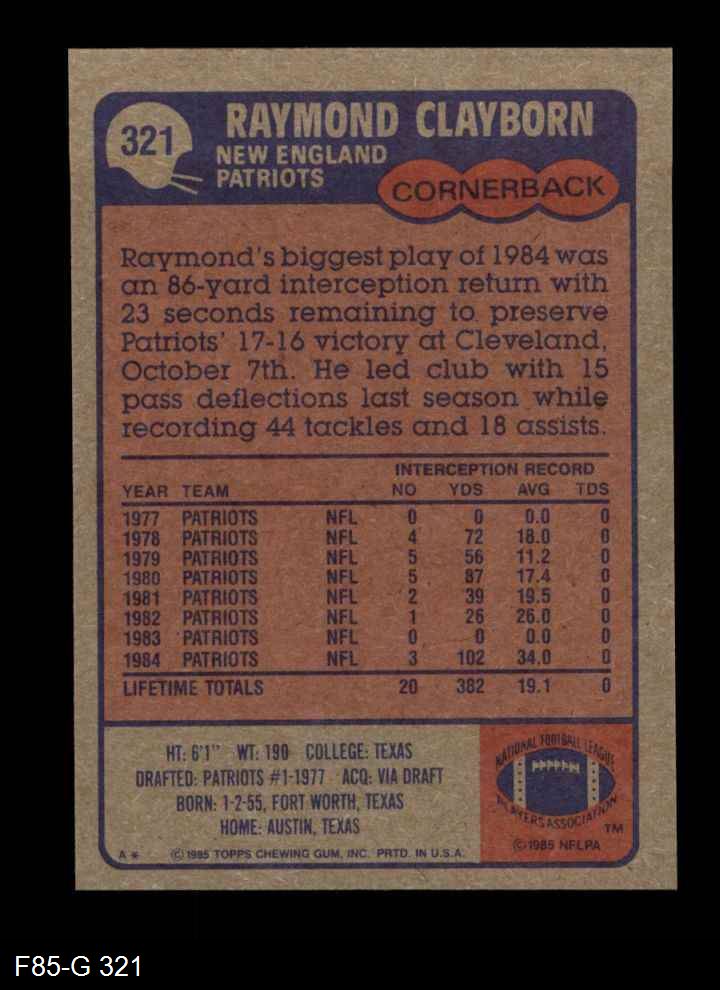 321
RAYMOND CLAYBORN
NEW ENGLAND
PATRIOTS
CORNERBACK
Raymond's biggest play of 1984 was
an 86-yard interception return with
23 seconds remaining to preserve
Patriots' 17-16 victory at Cleveland,
October 7th. He led club with 15
pass deflections last season while
recording 44 tackles and 18 assists.
INTERCEPTION RECORD
YEAR TEAM NO YDS AVG TDS
1977 PATRIOTS NFL 0 0 0.0 0
1978 PATRIOTS NFL 4 72 18.0 0
1979 PATRIOTS NFL 5 56 11.2 0
1980 PATRIOTS NFL 5 87 17.4 0
1981 PATRIOTS NFL 2 39 19.5 0
1982 PATRIOTS NFL 1 26 26.0 0
1983 PATRIOTS NFL 0 0 0.0 0
1984 PATRIOTS NFL 3 102 34.0 0
LIFETIME TOTALS 20 382 19.1 0
HT: 6'1" WT: 190 COLLEGE: TEXAS
DRAFTED: PATRIOTS #1-1977 ACQ: VIA DRAFT
BORN: 1-2-55, FORT WORTH, TEXAS
HOME: AUSTIN, TEXAS
A* © 1985 TOPPS CHEWING GUM, INC. PRTD. IN U.S.A.
NATIONAL FOOTBALL LEAGUE
PLAYERS ASSOCIATION
TM
© 1985 NFLPA
F85-G 321